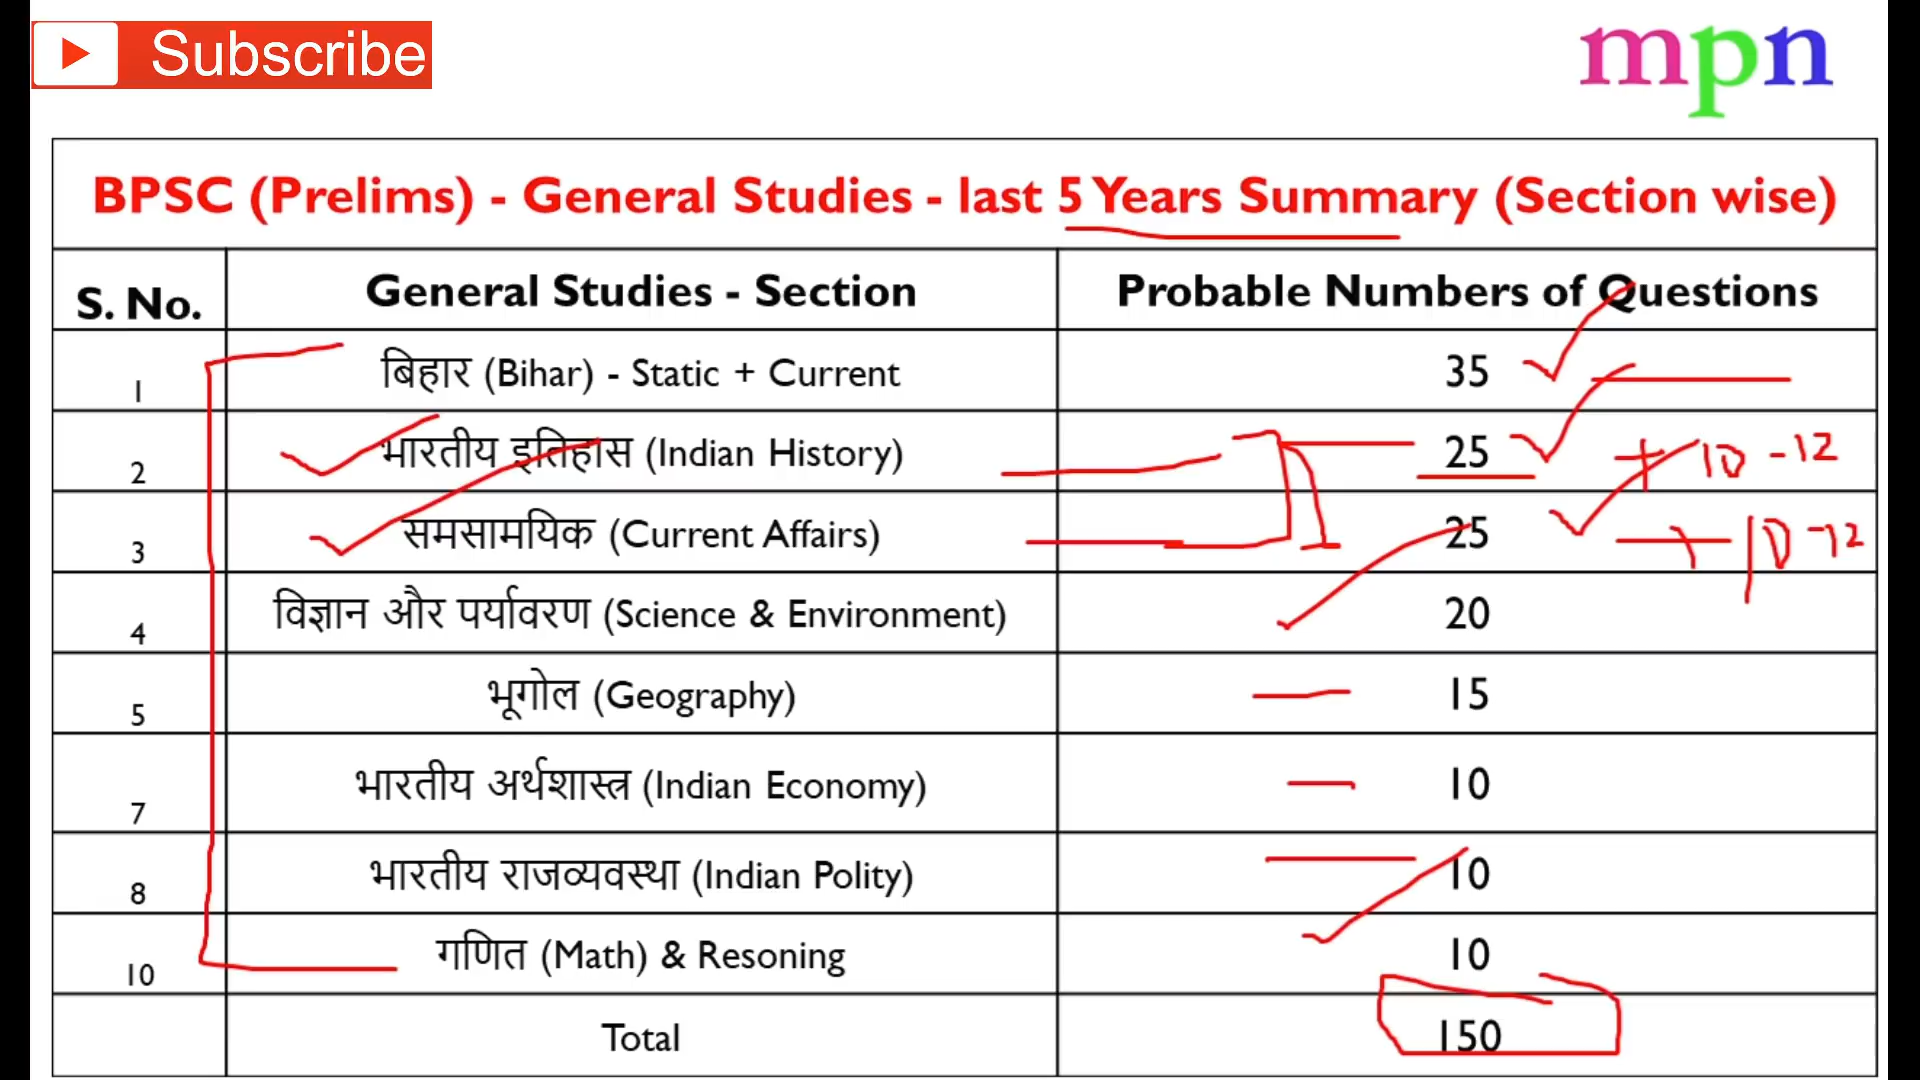 Subscribe
mpn
BPSC (Prelims) - General Studies - last 5 Years Summary (Section wise)
S. No. General Studies - Section Probable Numbers of Questions
1 बिहार (Bihar) - Static + Current 35
2 भारतीय इतिहास (Indian History) 25 + 10 - 12
3 समसामयिक (Current Affairs) 25 + 10 - 12
4 विज्ञान और पर्यावरण (Science & Environment) 20
5 भूगोल (Geography) 15
7 भारतीय अर्थशास्त्र (Indian Economy) 10
8 भारतीय राजव्यवस्था (Indian Polity) 10
10 गणित (Math) & Resoning 10
Total 150